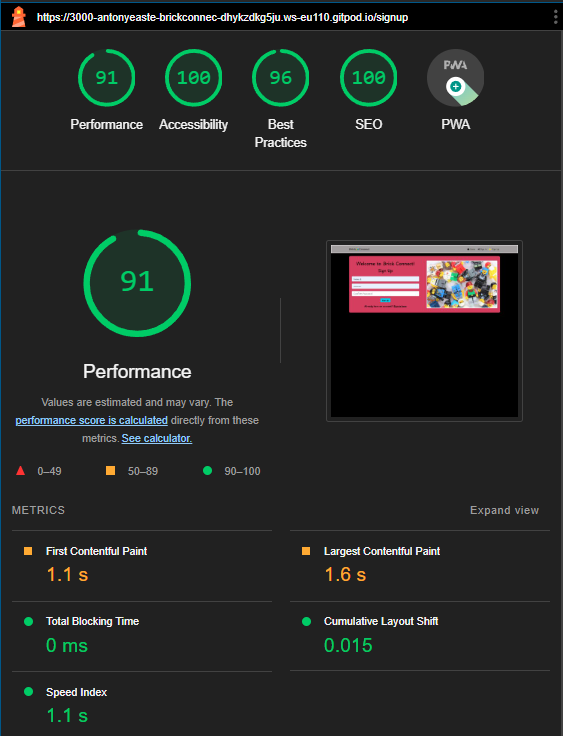 https://3000-antonyeaste-brickconnec-dhykzdkg5ju.ws-eu110.gitpod.io/signup
91 100 96 100 PWA
Performance Accessibility Best Practices SEO PWA
91
Performance
Values are estimated and may vary. The
performance score is calculated directly from these
metrics. See calculator.
0–49 50–89 90–100
Welcome to Brick Connect
Sign Up
METRICS Expand view
First Contentful Paint
1.1 s
Largest Contentful Paint
1.6 s
Total Blocking Time
0 ms
Cumulative Layout Shift
0.015
Speed Index
1.1 s